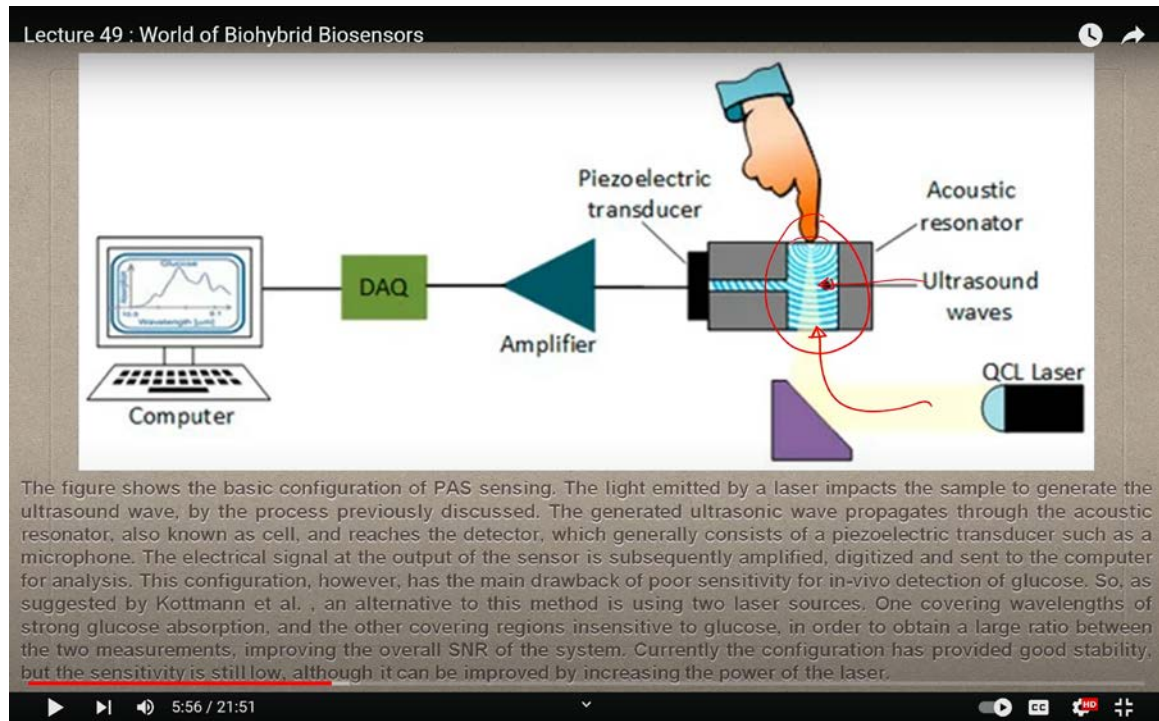 Lecture 49 : World of Biohybrid Biosensors
Piezoelectric
transducer
Acoustic
resonator
Glucose
Absorption
Wavelength [µm]
DAQ
Amplifier
Ultrasound
waves
QCL Laser
Computer
The figure shows the basic configuration of PAS sensing. The light emitted by a laser impacts the sample to generate the
ultrasound wave, by the process previously discussed. The generated ultrasonic wave propagates through the acoustic
resonator, also known as cell, and reaches the detector, which generally consists of a piezoelectric transducer such as a
microphone. The electrical signal at the output of the sensor is subsequently amplified, digitized and sent to the computer
for analysis. This configuration, however, has the main drawback of poor sensitivity for in-vivo detection of glucose. So, as
suggested by Kottmann et al. , an alternative to this method is using two laser sources. One covering wavelengths of
strong glucose absorption, and the other covering regions insensitive to glucose, in order to obtain a large ratio between
the two measurements, improving the overall SNR of the system. Currently the configuration has provided good stability,
but the sensitivity is still low, although it can be improved by increasing the power of the laser.
5:56 / 21:51
CC
HD